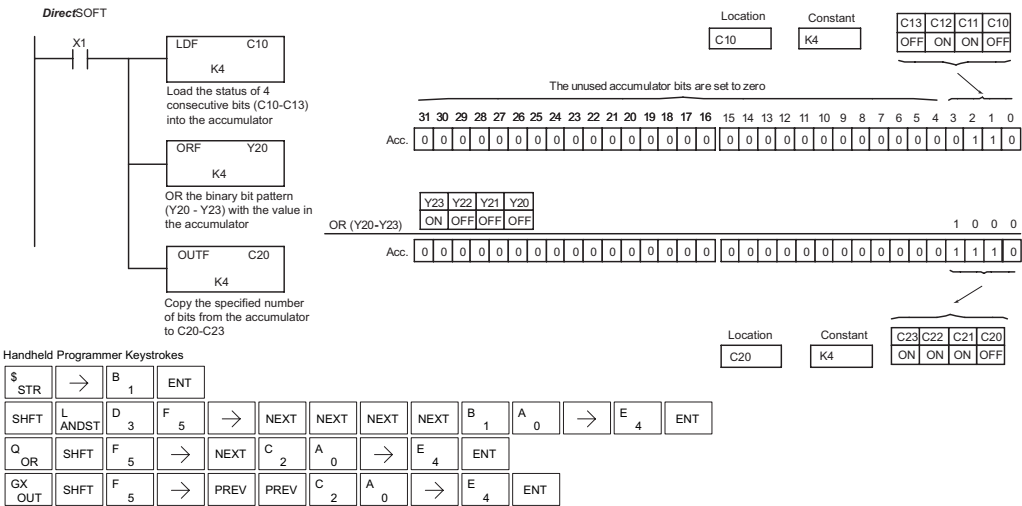 DirectSOFT
X1
LDF C10
K4
Load the status of 4
consecutive bits (C10-C13)
into the accumulator
ORF Y20
K4
OR the binary bit pattern
(Y20 - Y23) with the value in
the accumulator
OUTF C20
K4
Copy the specified number
of bits from the accumulator
to C20-C23
Location Constant
C10 K4
C13 C12 C11 C10
OFF ON ON OFF
The unused accumulator bits are set to zero
31 30 29 28 27 26 25 24 23 22 21 20 19 18 17 16 15 14 13 12 11 10 9 8 7 6 5 4 3 2 1 0
Acc. 0 0 0 0 0 0 0 0 0 0 0 0 0 0 0 0 0 0 0 0 0 0 0 0 0 0 0 0 0 1 1 0
Y23 Y22 Y21 Y20
ON OFF OFF OFF
OR (Y20-Y23) 1 0 0 0
Acc. 0 0 0 0 0 0 0 0 0 0 0 0 0 0 0 0 0 0 0 0 0 0 0 0 0 0 0 0 1 1 1 0
Location Constant
C20 K4
C23 C22 C21 C20
ON ON ON OFF
Handheld Programmer Keystrokes
$ STR → B 1 ENT
SHFT L ANDST D 3 F 5 → NEXT NEXT NEXT NEXT B 1 A 0 → E 4 ENT
Q OR SHFT F 5 → NEXT C 2 A 0 → E 4 ENT
GX OUT SHFT F 5 → PREV PREV C 2 A 0 → E 4 ENT